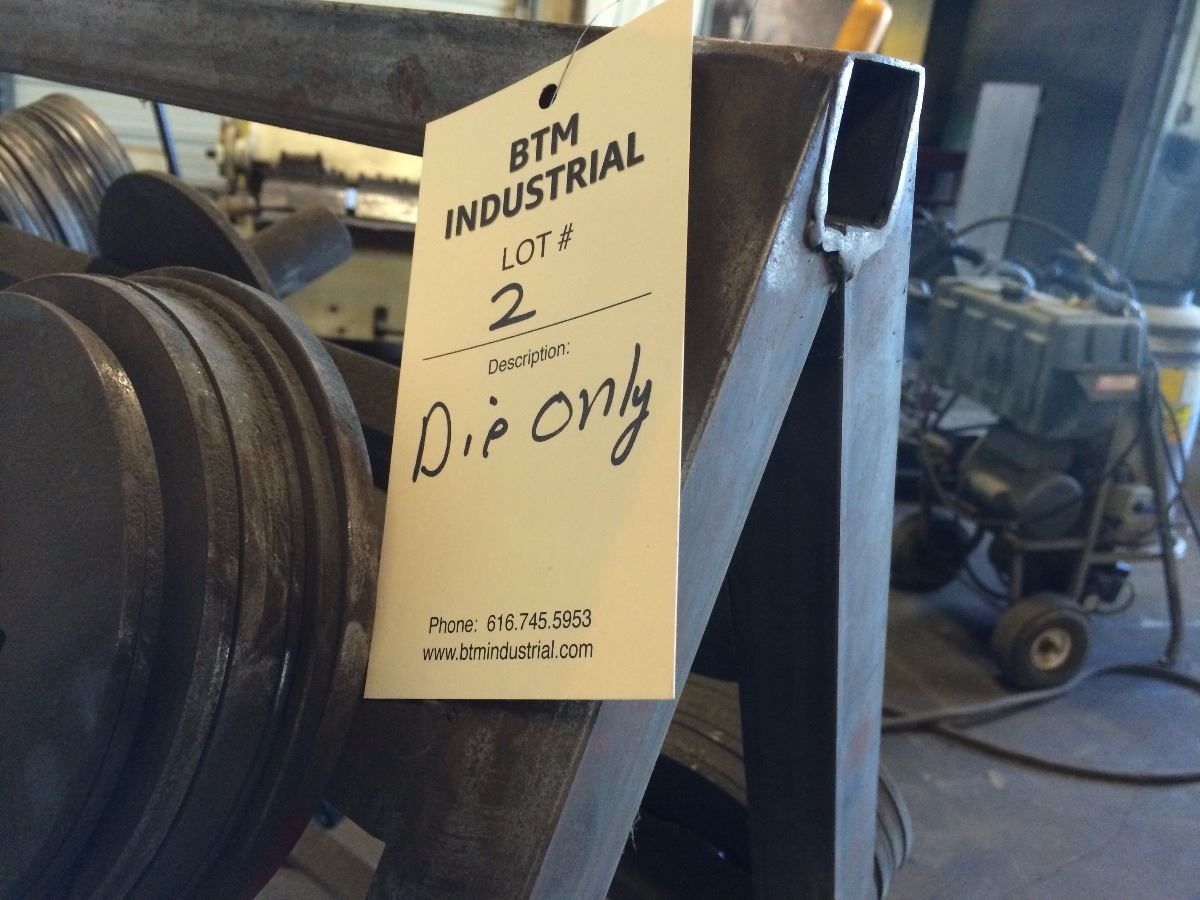 BTM
INDUSTRIAL
LOT #
2
Description:
Die Only
Phone: 616.745.5953
www.btmindustrial.com